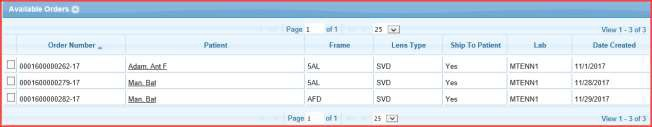 Available Orders
Page 1 of 1 25 View 1 - 3 of 3
Order Number Patient Frame Lens Type Ship To Patient Lab Date Created
0001600000262-17 Adam, Ant F 5AL SVD Yes MTENN1 11/1/2017
0001600000279-17 Man, Bat 5AL SVD Yes MTENN1 11/28/2017
0001600000282-17 Man, Bat AFD SVD Yes MTENN1 11/29/2017
Page 1 of 1 25 View 1 - 3 of 3